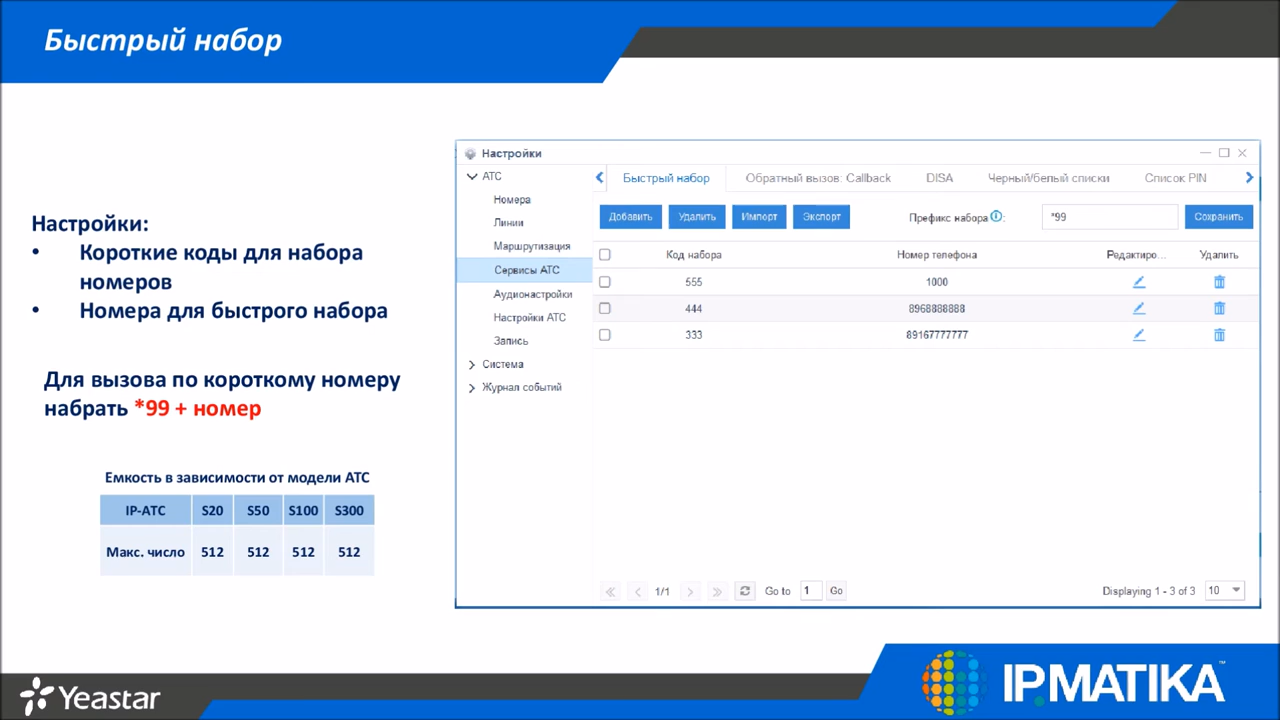 Быстрый набор
Настройки:
• Короткие коды для набора
номеров
• Номера для быстрого набора
Для вызова по короткому номеру
набрать *99 + номер
Емкость в зависимости от модели АТС
IP-АТС S20 S50 S100 S300
Макс. число 512 512 512 512
Настройки
АТС
Номера
Линии
Маршрутизация
Сервисы АТС
Аудионастройки
Настройки АТС
Запись
Система
Журнал событий
Быстрый набор Обратный вызов: Callback DISA Черный/белый списки Список PIN
Добавить Удалить Импорт Экспорт Префикс набора : *99 Сохранить
Код набора Номер телефона Редактиро... Удалить
555 1000
444 8968888888
333 89167777777
1/1 Go to 1 Go Displaying 1 - 3 of 3 10
Yeastar
IPMATIKA™